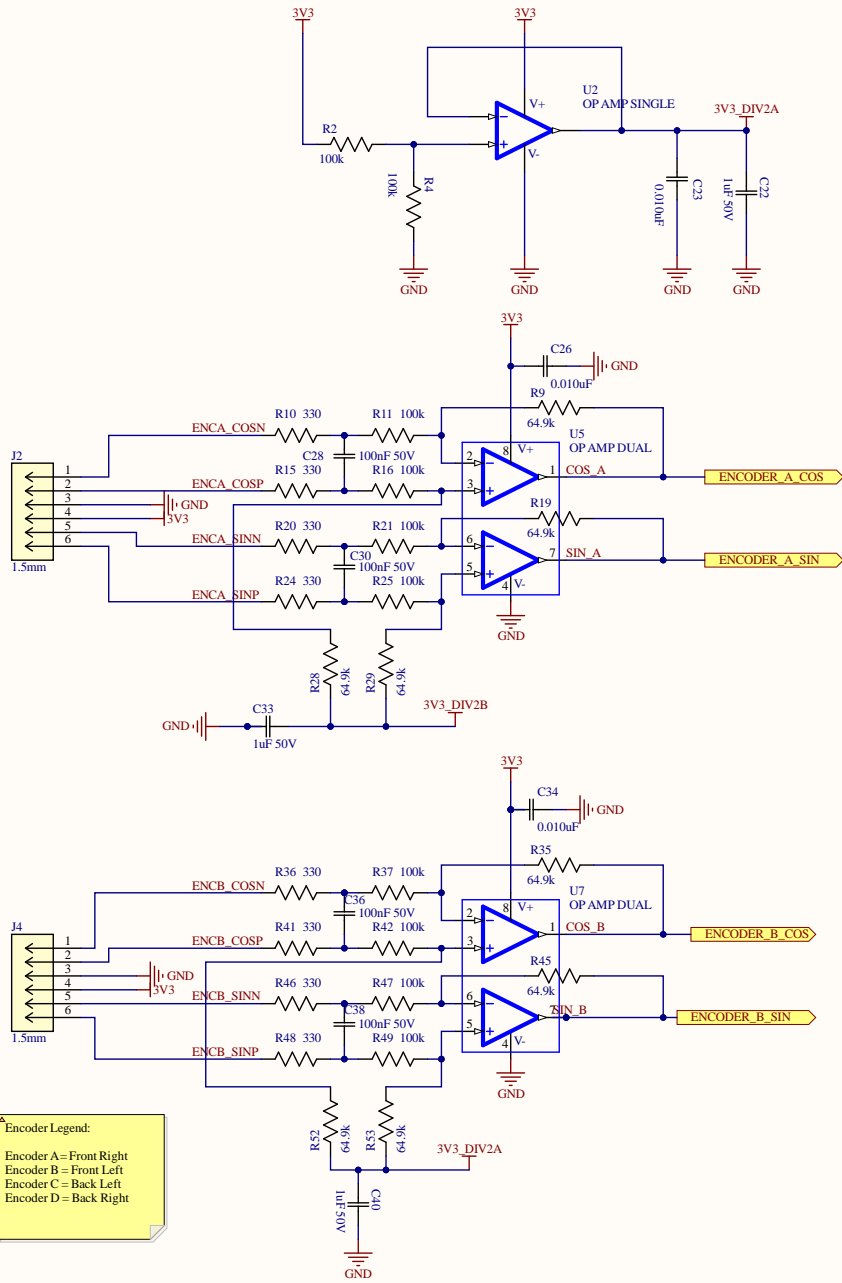 3V3
3V3
U2
OP AMP SINGLE
V+
V-
3V3_DIV2A
R2
100k
R4
100k
C23
0.010uF
C22
1uF 50V
GND
GND
GND
GND
3V3
C26
0.010uF
GND
R9
64.9k
U5
OP AMP DUAL
ENCA_COSN
R10 330
R11 100k
C28
100nF 50V
8
V+
2
3
1
COS_A
ENCODER_A_COS
J2
1
2
3
4
5
6
1.5mm
GND
3V3
ENCA_COSP
R15 330
R16 100k
R19
64.9k
ENCA_SINN
R20 330
R21 100k
C30
100nF 50V
6
5
7
SIN_A
ENCODER_A_SIN
4
V-
GND
ENCA_SINP
R24 330
R25 100k
R28
64.9k
R29
64.9k
GND
C33
1uF 50V
3V3_DIV2B
3V3
C34
0.010uF
GND
R35
64.9k
U7
OP AMP DUAL
ENCB_COSN
R36 330
R37 100k
C36
100nF 50V
8
V+
2
3
1
COS_B
ENCODER_B_COS
J4
1
2
3
4
5
6
1.5mm
GND
3V3
ENCB_COSP
R41 330
R42 100k
R45
64.9k
ENCB_SINN
R46 330
R47 100k
C38
100nF 50V
6
5
7
SIN_B
ENCODER_B_SIN
4
V-
GND
ENCB_SINP
R48 330
R49 100k
R52
64.9k
R53
64.9k
3V3_DIV2A
C40
1uF 50V
GND
Encoder Legend:
Encoder A = Front Right
Encoder B = Front Left
Encoder C = Back Left
Encoder D = Back Right